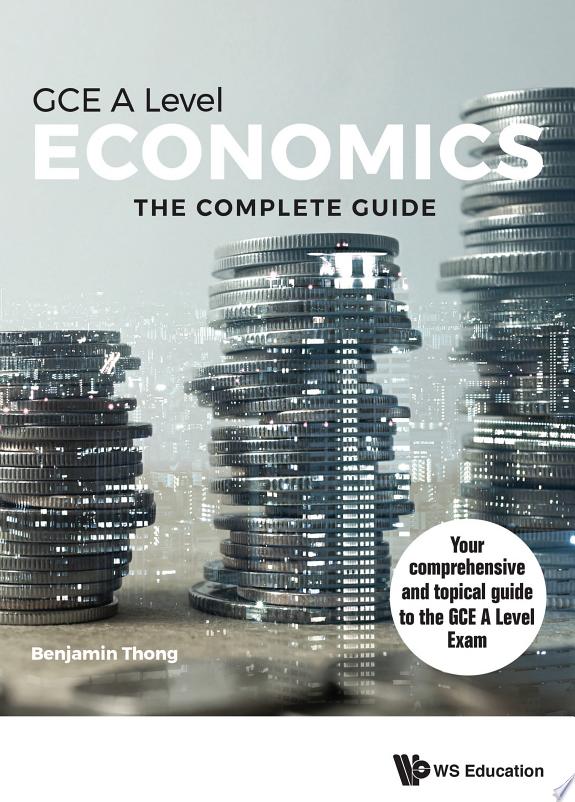 GCE A Level
ECONOMICS
THE COMPLETE GUIDE
Your
comprehensive
and topical guide
to the GCE A Level
Exam
Benjamin Thong
WS Education